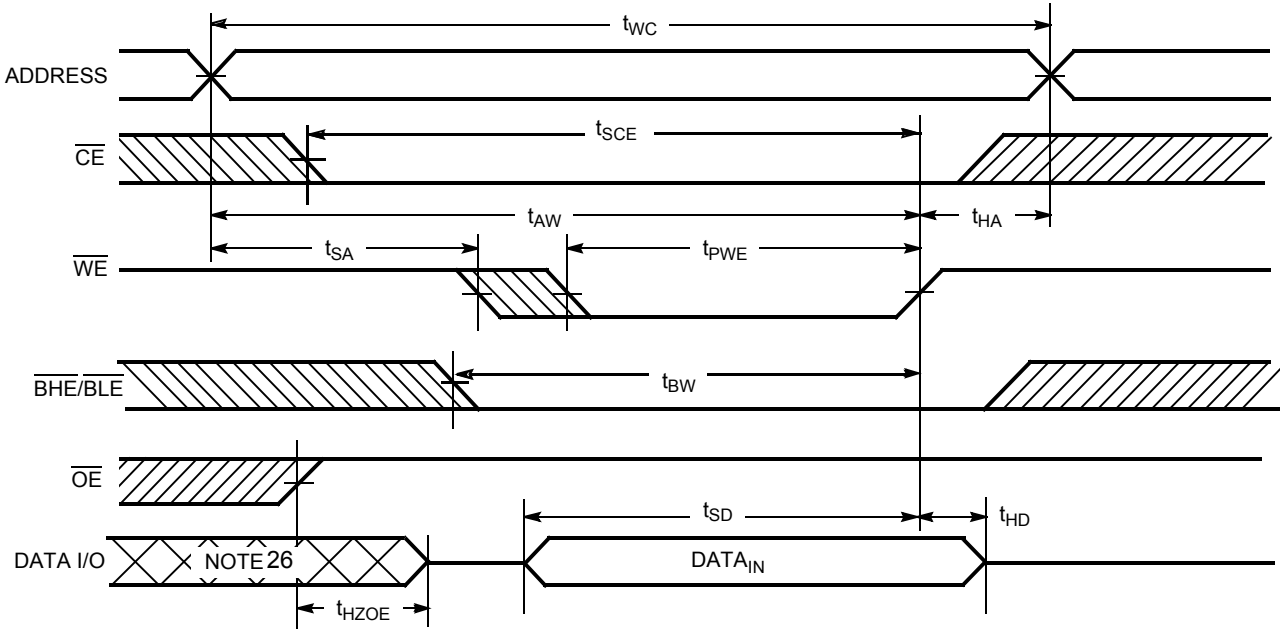 tWC
ADDRESS
tSCE
CE
tAW
tHA
tSA
tPWE
WE
tBW
BHE/BLE
OE
tSD
tHD
DATA I/O
NOTE 26
DATAIN
tHZOE